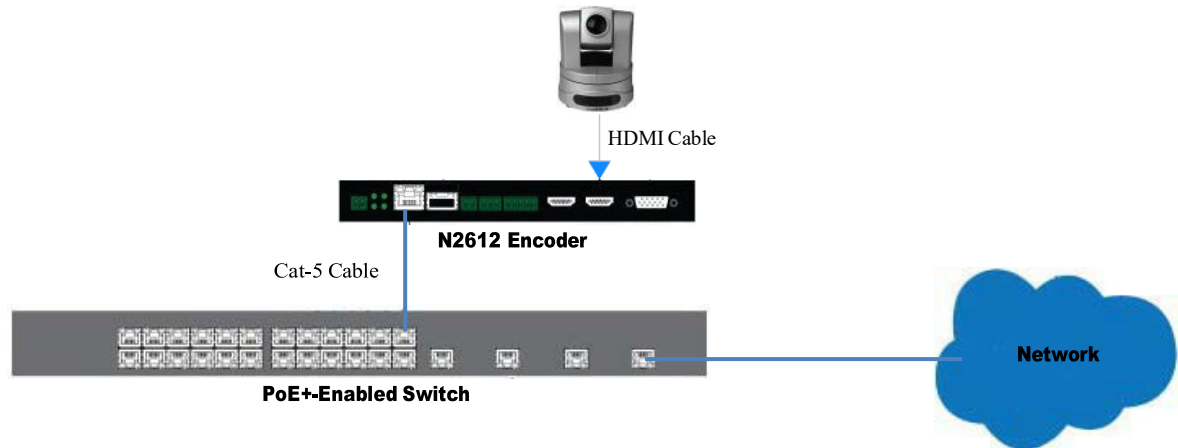 HDMI Cable
N2612 Encoder
Cat-5 Cable
PoE+-Enabled Switch
Network